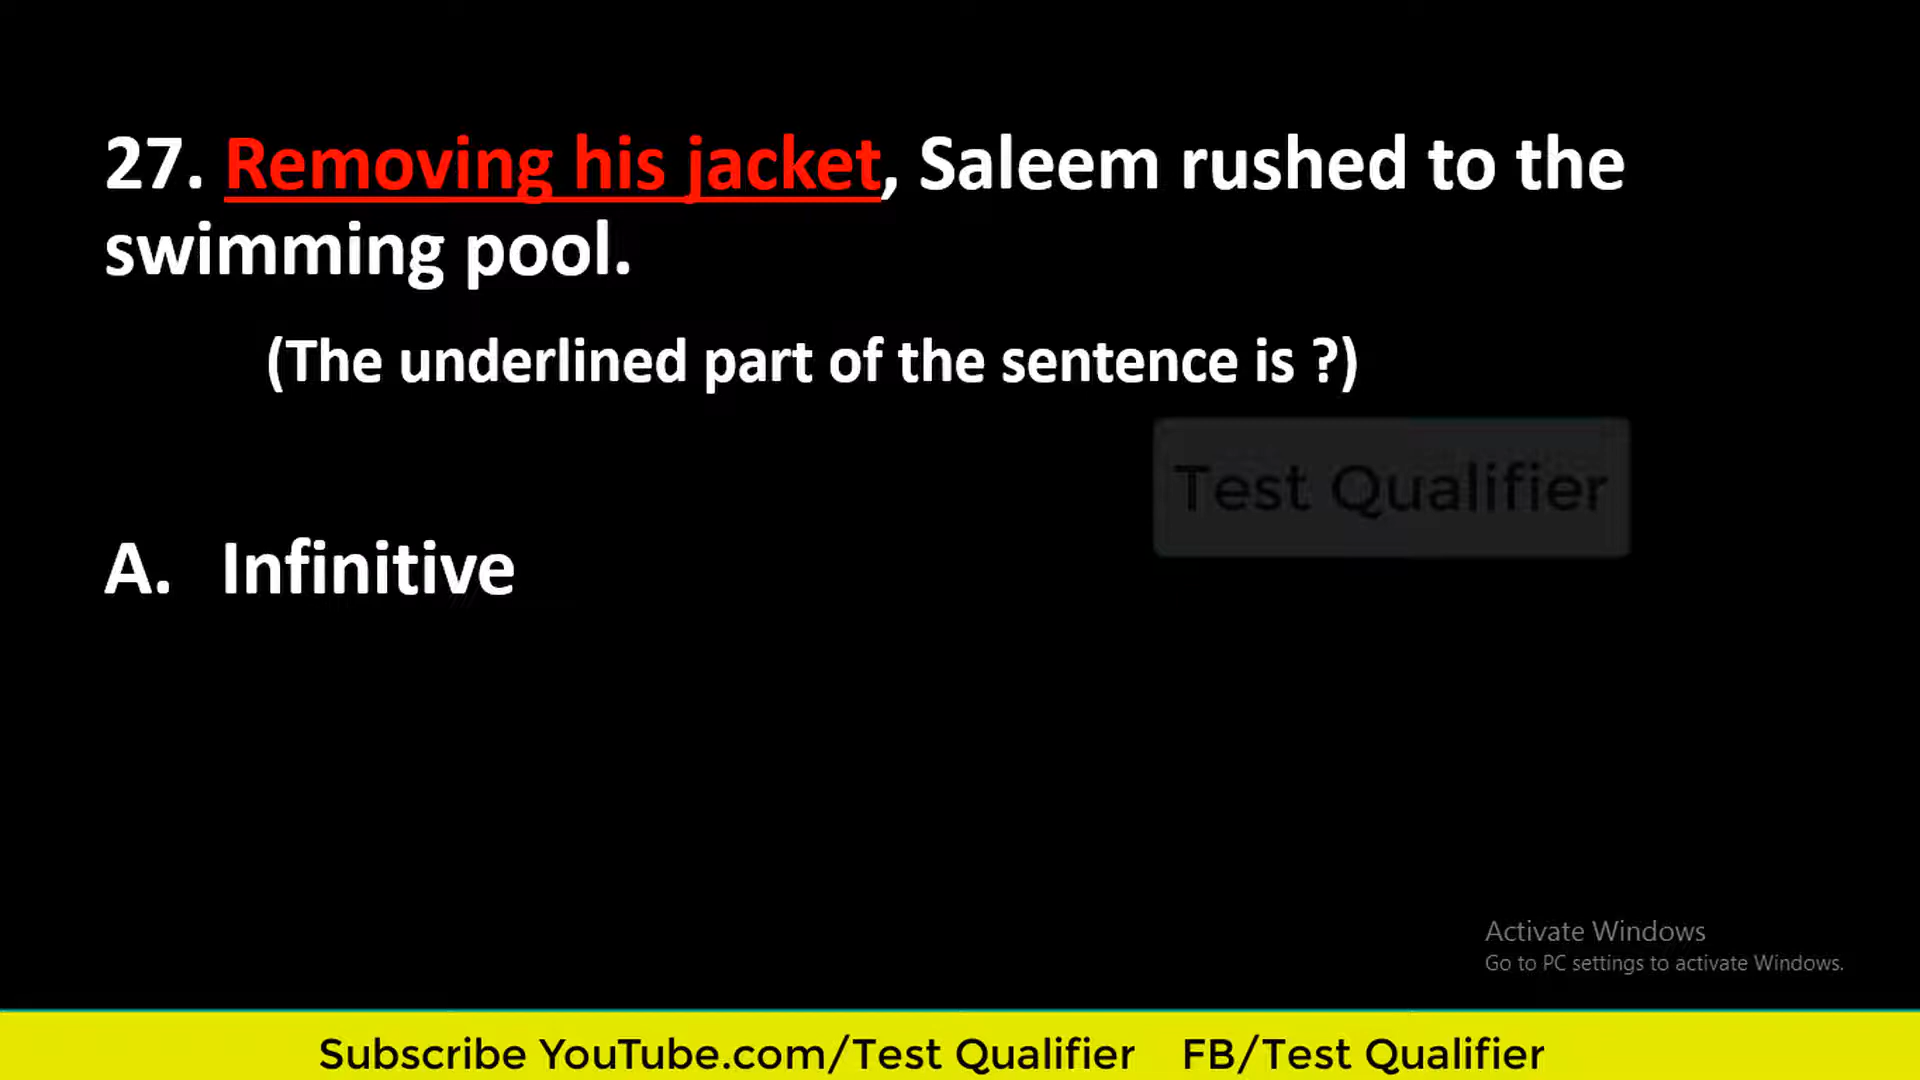 27. Removing his jacket, Saleem rushed to the
swimming pool.
(The underlined part of the sentence is ?)
Test Qualifier
A. Infinitive
Activate Windows
Go to PC settings to activate Windows.
Subscribe YouTube.com/Test Qualifier FB/Test Qualifier